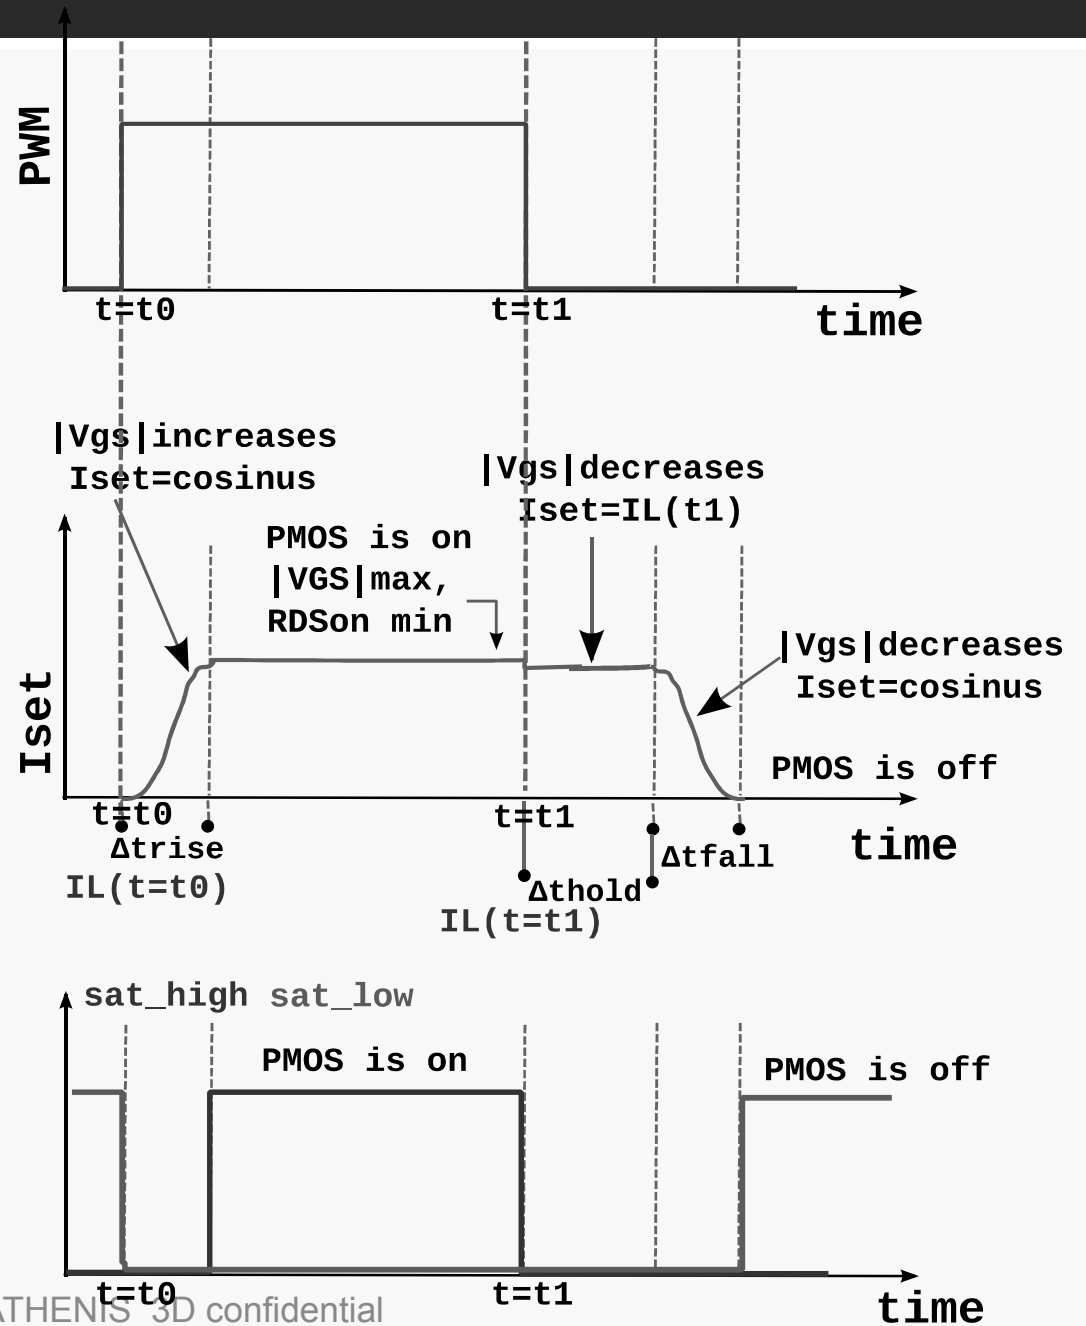 PWM
t=t0
t=t1
time
|Vgs|increases
Iset=cosinus
|Vgs|decreases
Iset=IL(t1)
PMOS is on
|VGS|max,
RDSon min
|Vgs|decreases
Iset=cosinus
Iset
PMOS is off
t=t0
t=t1
Δtrise
Δtfall
time
IL(t=t0)
Δthold
IL(t=t1)
sat_high sat_low
PMOS is on
PMOS is off
t=t0
t=t1
time
ATHENIS 3D confidential